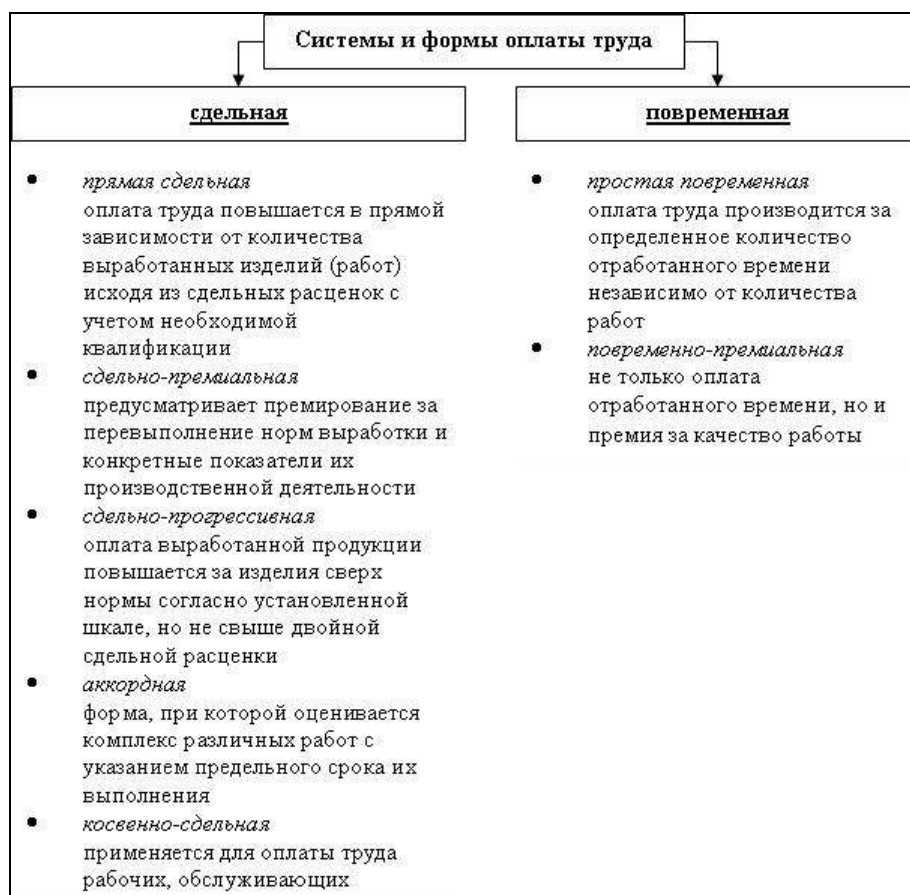 Системы и формы оплаты труда
сдельная
• прямая сдельная
оплата труда повышается в прямой
зависимости от количества
выработанных изделий (работ)
исходя из сдельных расценок с
учетом необходимой
квалификации
• сдельно-премиальная
предусматривает премирование за
перевыполнение норм выработки и
конкретные показатели их
производственной деятельности
• сдельно-прогрессивная
оплата выработанной продукции
повышается за изделия сверх
нормы согласно установленной
шкале, но не свыше двойной
сдельной расценки
• аккордная
форма, при которой оценивается
комплекс различных работ с
указанием предельного срока их
выполнения
• косвенно-сдельная
применяется для оплаты труда
рабочих, обслуживающих
повременная
• простая повременная
оплата труда производится за
определенное количество
отработанного времени
независимо от количества
работ
• повременно-премиальная
не только оплата
отработанного времени, но и
премия за качество работы